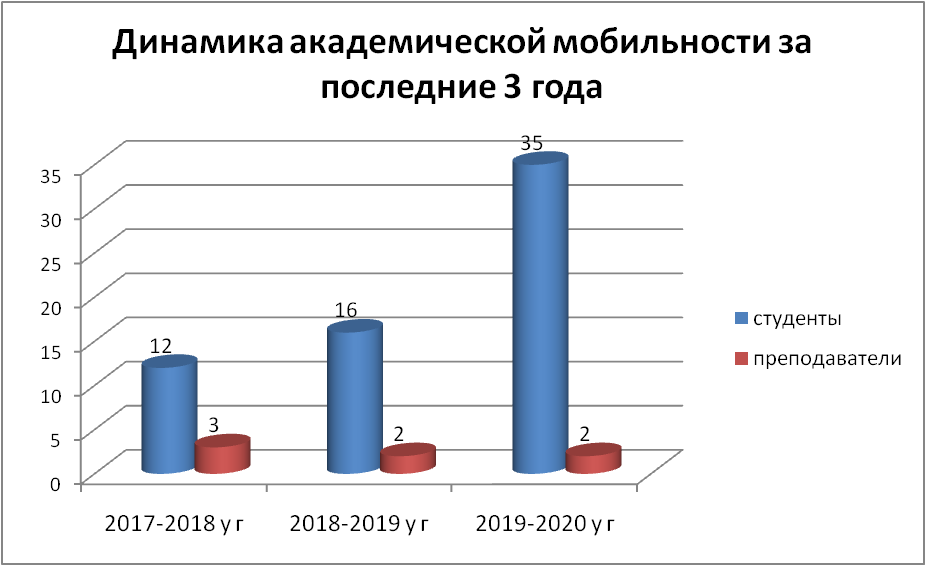 Динамика академической мобильности за
последние 3 года
35
30
25
20
15
10
5
0
12
3
16
2
35
2
2017-2018 у г
2018-2019 у г
2019-2020 у г
студенты
преподаватели